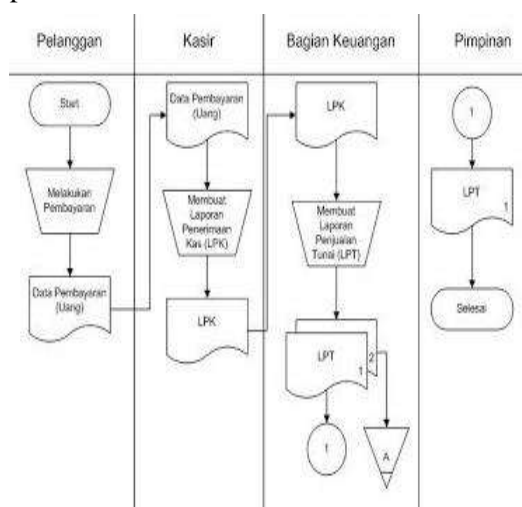 Pelanggan
Kasir
Bagian Keuangan
Pimpinan
Start
Melakukan
Pembayaran
Data Pembayaran
(Uang)
Data Pembayaran
(Uang)
Membuat
Laporan
Penerimaan
Kas (LPK)
LPK
LPK
Membuat
Laporan
Penjualan
Tunai (LPT)
LPT
1
2
1
A
1
LPT
1
Selesai